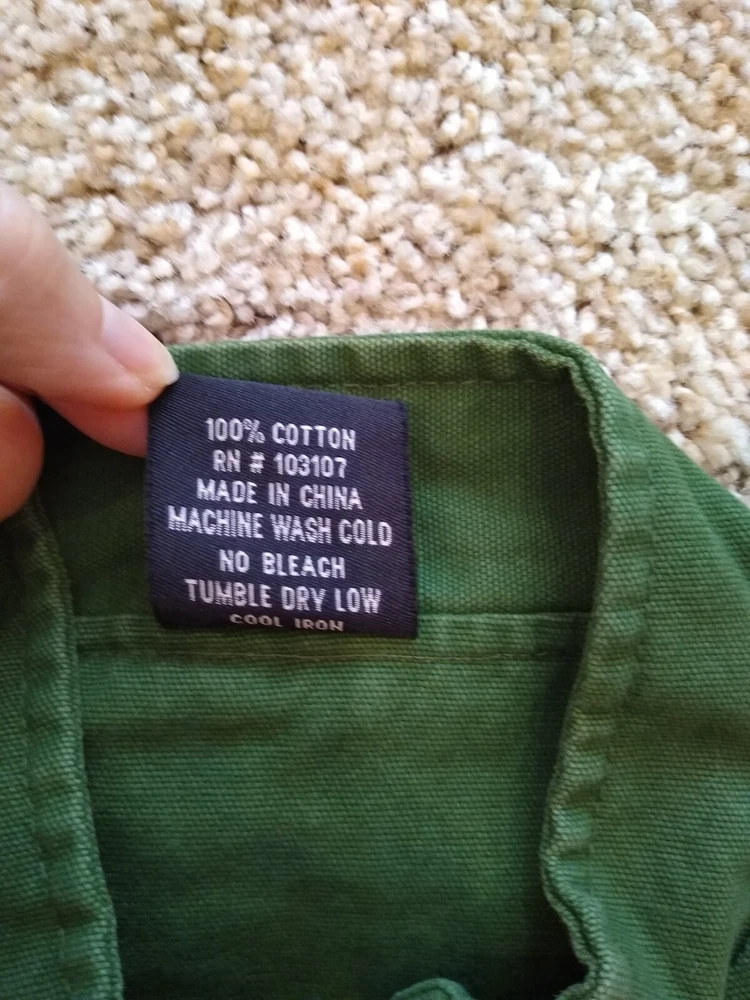 100% COTTON
RN # 103107
MADE IN CHINA
MACHINE WASH COLD
NO BLEACH
TUMBLE DRY LOW
COOL IRON